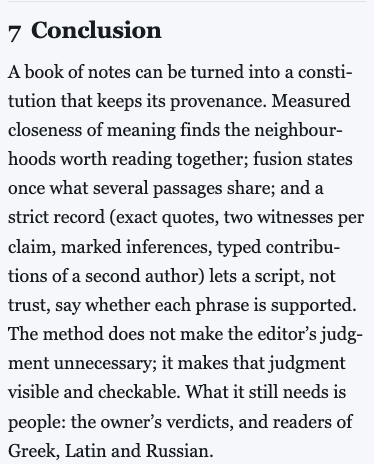 7 Conclusion
A book of notes can be turned into a consti-
tution that keeps its provenance. Measured
closeness of meaning finds the neighbour-
hoods worth reading together; fusion states
once what several passages share; and a
strict record (exact quotes, two witnesses per
claim, marked inferences, typed contribu-
tions of a second author) lets a script, not
trust, say whether each phrase is supported.
The method does not make the editor’s judg-
ment unnecessary; it makes that judgment
visible and checkable. What it still needs is
people: the owner’s verdicts, and readers of
Greek, Latin and Russian.